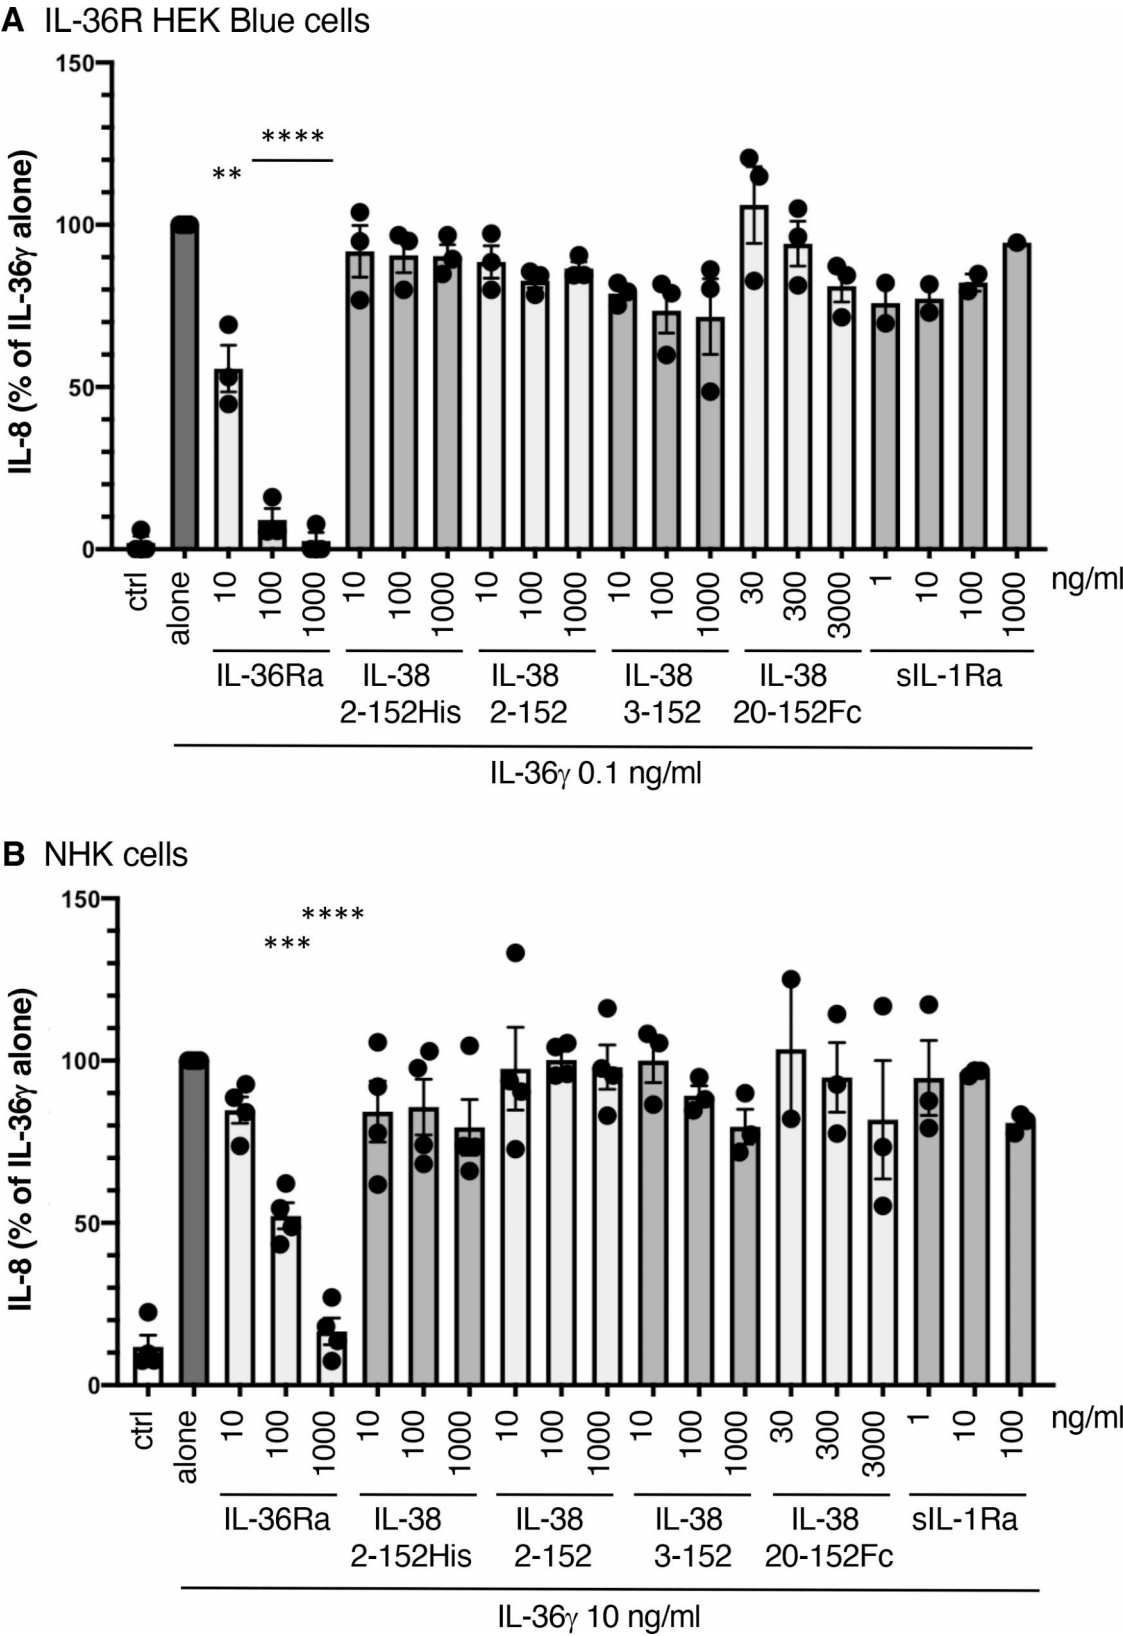 A IL-36R HEK Blue cells
IL-8 (% of IL-36γ alone)
150
100
50
0
**
****
ctrl alone 10 100 1000 10 100 1000 10 100 1000 10 100 1000 30 300 3000 1 10 100 1000 ng/ml
IL-36Ra IL-38 IL-38 IL-38 IL-38 sIL-1Ra
2-152His 2-152 3-152 20-152Fc
IL-36γ 0.1 ng/ml
B NHK cells
IL-8 (% of IL-36γ alone)
150
100
50
0
****
***
ctrl alone 10 100 1000 10 100 1000 10 100 1000 10 100 1000 30 300 3000 1 10 100 ng/ml
IL-36Ra IL-38 IL-38 IL-38 IL-38 sIL-1Ra
2-152His 2-152 3-152 20-152Fc
IL-36γ 10 ng/ml